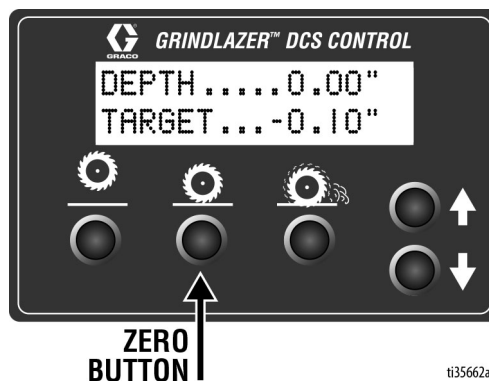 GRACO
GRINDLAZER™ DCS CONTROL
DEPTH.....0.00"
TARGET...-0.10"
ZERO
BUTTON
ti35662a